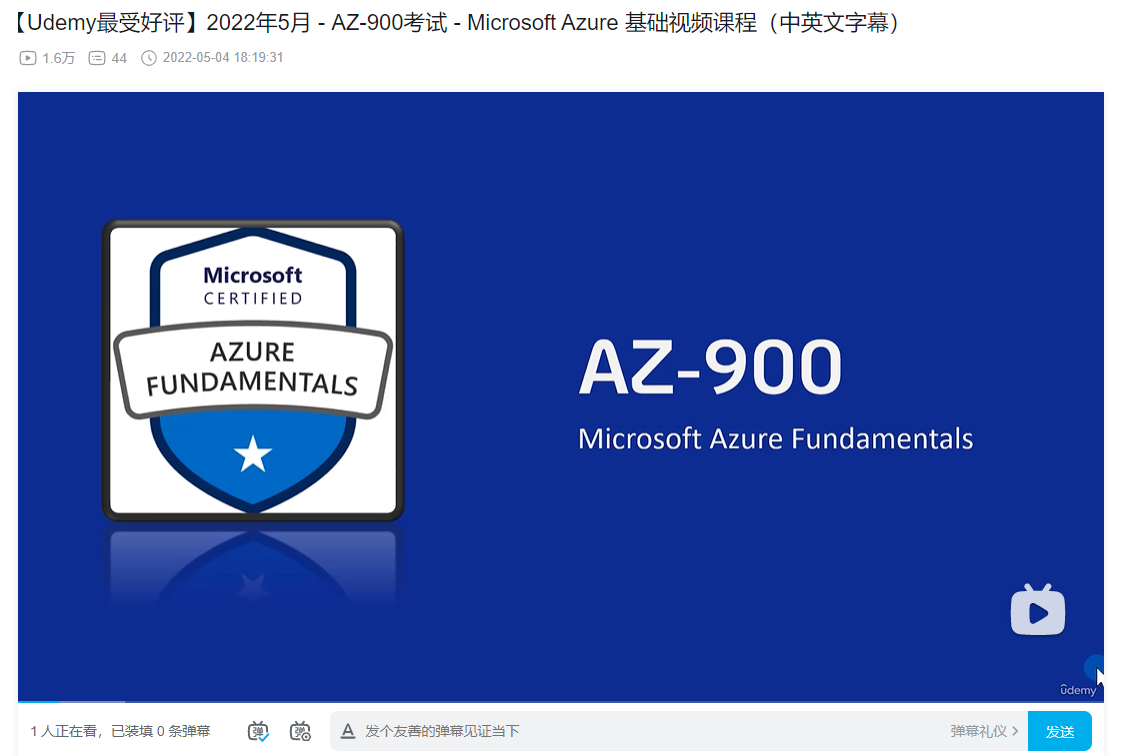 【Udemy最受好评】2022年5月 - AZ-900考试 - Microsoft Azure 基础视频课程（中英文字幕）
1.6万 44 2022-05-04 18:19:31
Microsoft
CERTIFIED
AZURE
FUNDAMENTALS
AZ-900
Microsoft Azure Fundamentals
udemy
1 人正在看，已装填 0 条弹幕 弹 弹 A 发个友善的弹幕见证当下 弹幕礼仪 发送